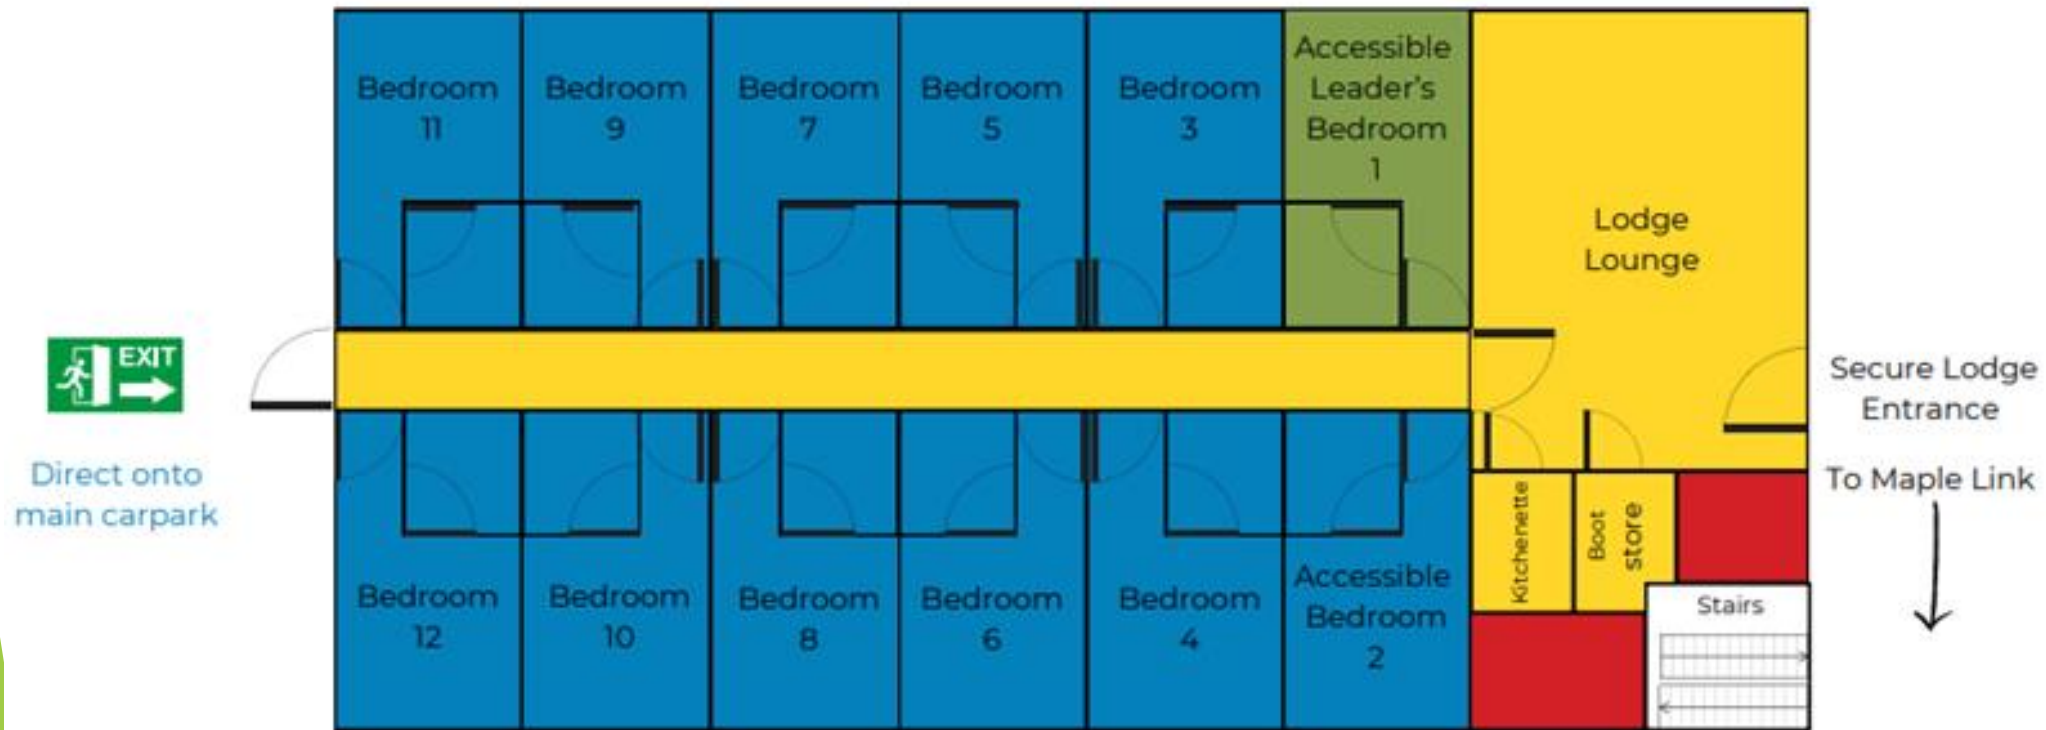 Bedroom
11
Bedroom
9
Bedroom
7
Bedroom
5
Bedroom
3
Accessible
Leader's
Bedroom
1
Lodge
Lounge
EXIT
Direct onto
main carpark
Secure Lodge
Entrance
To Maple Link
Kitchenette
Boot
store
Stairs
Bedroom
12
Bedroom
10
Bedroom
8
Bedroom
6
Bedroom
4
Accessible
Bedroom
2